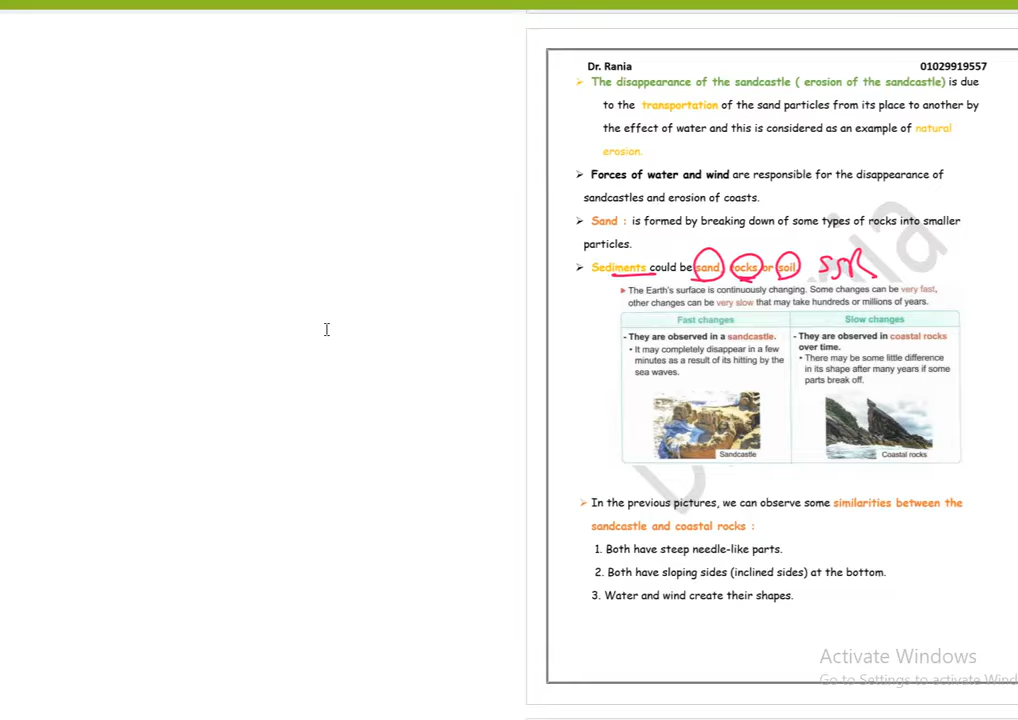 Dr. Rania 01029919557
➢ The disappearance of the sandcastle ( erosion of the sandcastle) is due
to the transportation of the sand particles from its place to another by
the effect of water and this is considered as an example of natural
erosion.
➢ Forces of water and wind are responsible for the disappearance of
sandcastles and erosion of coasts.
➢ Sand : is formed by breaking down of some types of rocks into smaller
particles.
➢ Sediments could be sand, rocks or soil. SSR
▸ The Earth's surface is continuously changing. Some changes can be very fast,
other changes can be very slow that may take hundreds or millions of years.
Fast changes
- They are observed in a sandcastle.
• It may completely disappear in a few
minutes as a result of its hitting by the
sea waves.
Sandcastle
Slow changes
- They are observed in coastal rocks
over time.
• There may be some little difference
in its shape after many years if some
parts break off.
Coastal rocks
➢ In the previous pictures, we can observe some similarities between the
sandcastle and coastal rocks :
1. Both have steep needle-like parts.
2. Both have sloping sides (inclined sides) at the bottom.
3. Water and wind create their shapes.
Activate Windows
Go to Settings to activate Wind